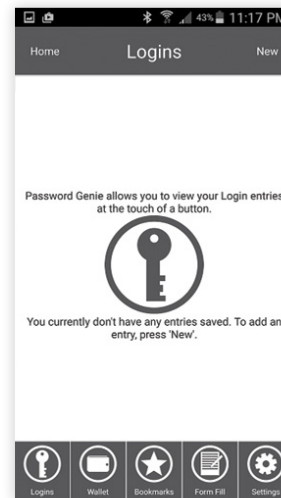 43% 11:17 PM
Home Logins New
Password Genie allows you to view your Login entries
at the touch of a button.
You currently don't have any entries saved. To add an
entry, press 'New'.
Logins Wallet Bookmarks Form Fill Settings